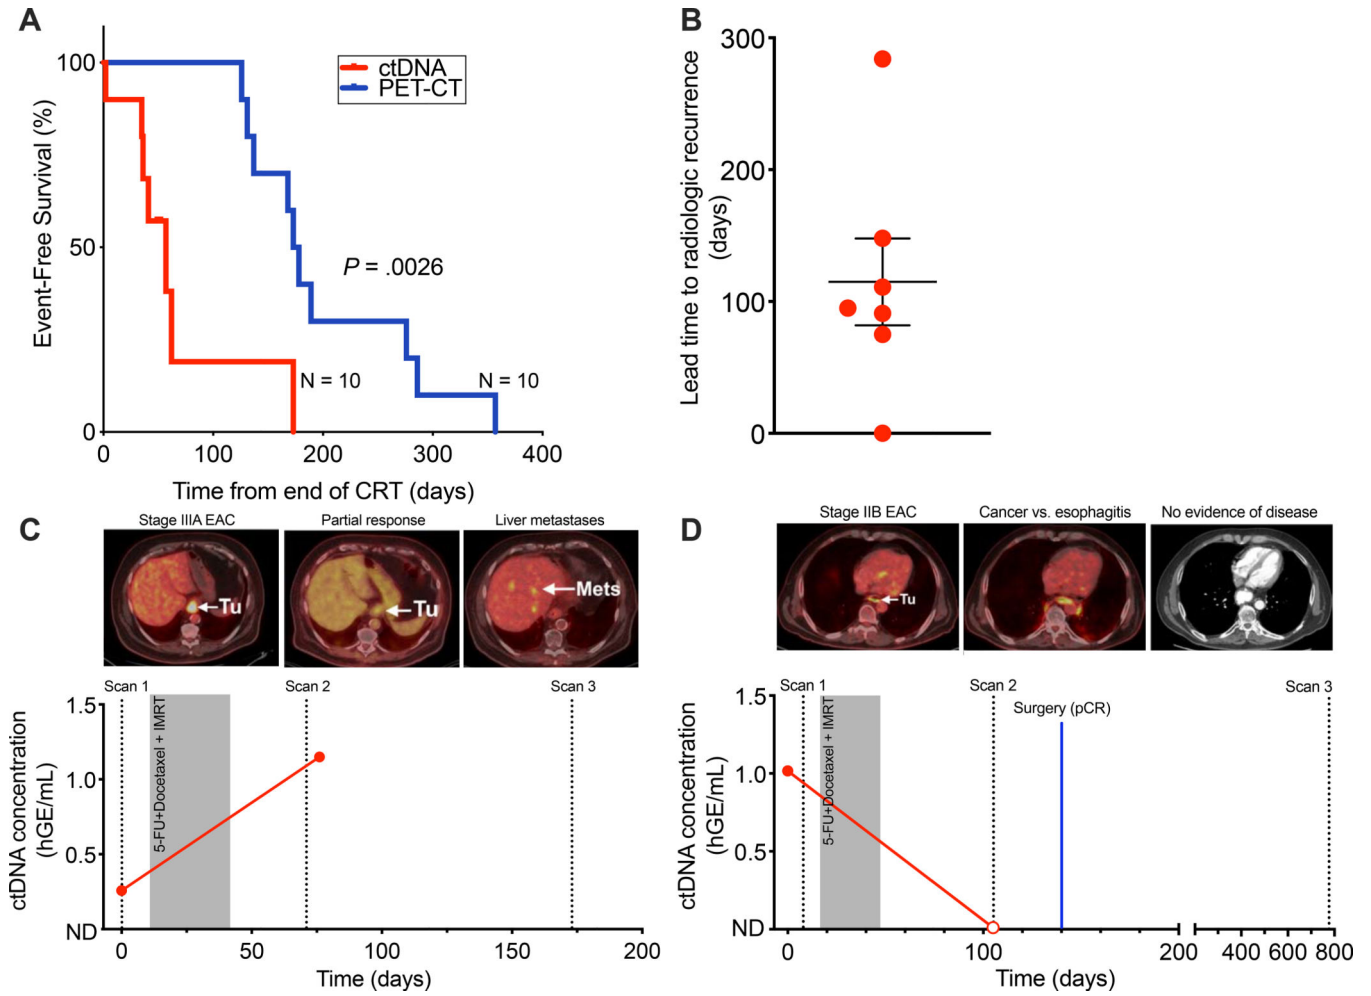 A
100
50
0
Event-Free Survival (%)
ctDNA
PET-CT
P = .0026
N = 10
N = 10
0 100 200 300 400
Time from end of CRT (days)
B
300
200
100
0
Lead time to radiologic recurrence
(days)
C
Stage IIIA EAC
Partial response
Liver metastases
Tu
Tu
Mets
Scan 1
Scan 2
Scan 3
5-FU+Docetaxel + IMRT
1.5
1.0
0.5
ND
ctDNA concentration
(hGE/mL)
0 50 100 150 200
Time (days)
D
Stage IIB EAC
Cancer vs. esophagitis
No evidence of disease
Tu
Scan 1
Scan 2
Scan 3
Surgery (pCR)
5-FU+Docetaxel + IMRT
1.5
1.0
0.5
ND
ctDNA concentration
(hGE/mL)
0 100 200 400 600 800
Time (days)